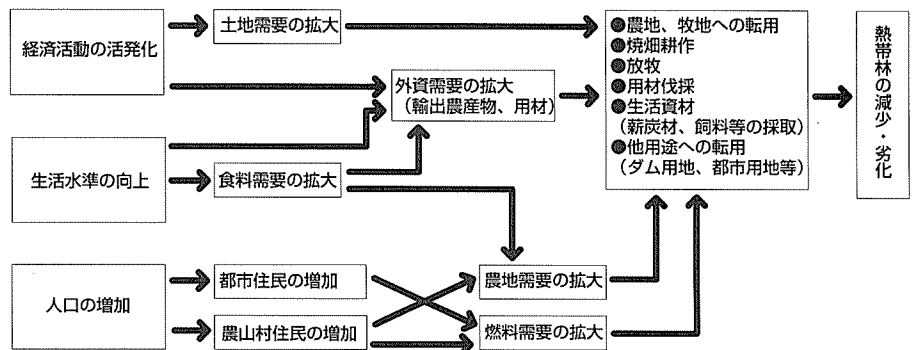 経済活動の活発化
土地需要の拡大
外資需要の拡大
（輸出農産物、用材）
生活水準の向上
食料需要の拡大
人口の増加
都市住民の増加
農山村住民の増加
農地需要の拡大
燃料需要の拡大
●農地、牧地への転用
●焼畑耕作
●放牧
●用材伐採
●生活資材
（薪炭材、飼料等の採取）
●他用途への転用
（ダム用地、都市用地等）
熱帯林の減少・劣化